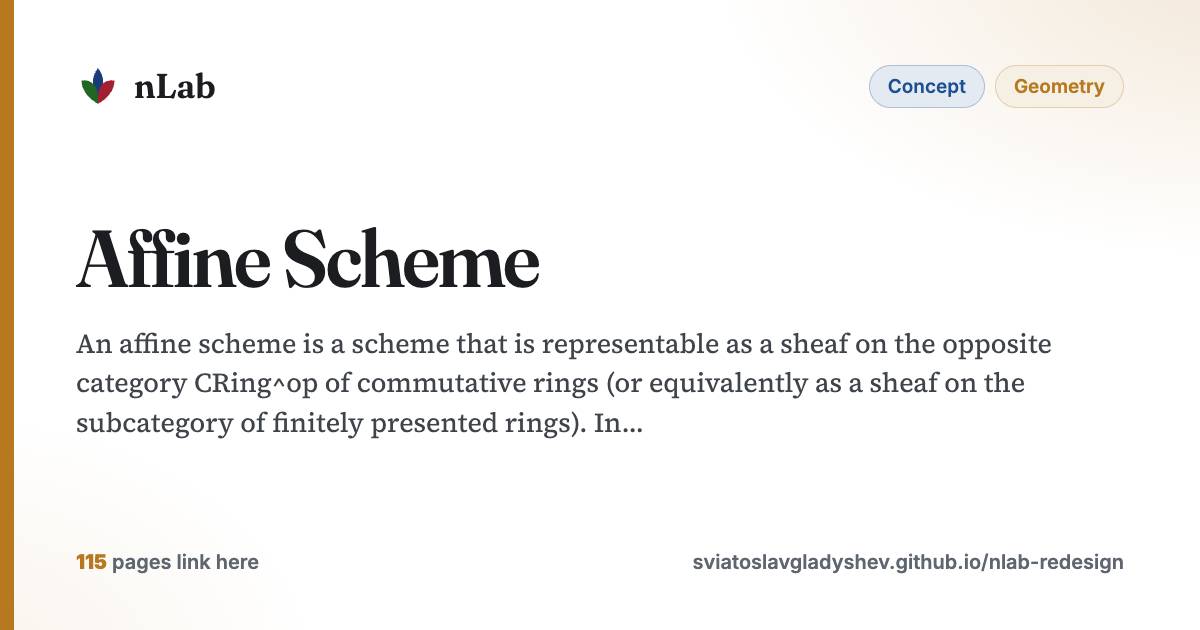 nLab
Concept
Geometry
Affine Scheme
An affine scheme is a scheme that is representable as a sheaf on the opposite
category CRing^op of commutative rings (or equivalently as a sheaf on the
subcategory of finitely presented rings). In...
115 pages link here
sviatoslavgladyshev.github.io/nlab-redesign